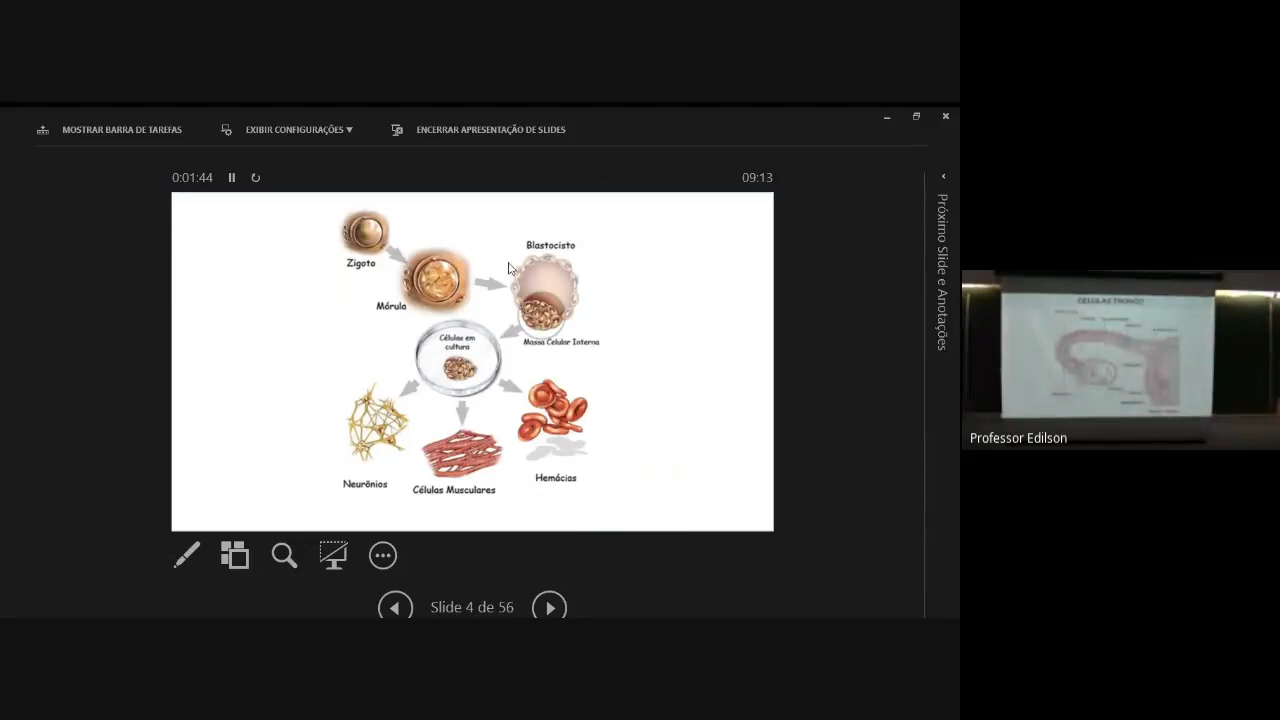 MOSTRAR BARRA DE TAREFAS
EXIBIR CONFIGURAÇÕES
ENCERRAR APRESENTAÇÃO DE SLIDES
0:01:44
09:13
Próximo Slide e Anotações
Zigoto
Mórula
Blastocisto
Massa Celular Interna
Células em
cultura
Neurônios
Células Musculares
Hemácias
Slide 4 de 56
CÉLULAS TRONCO
Professor Edilson